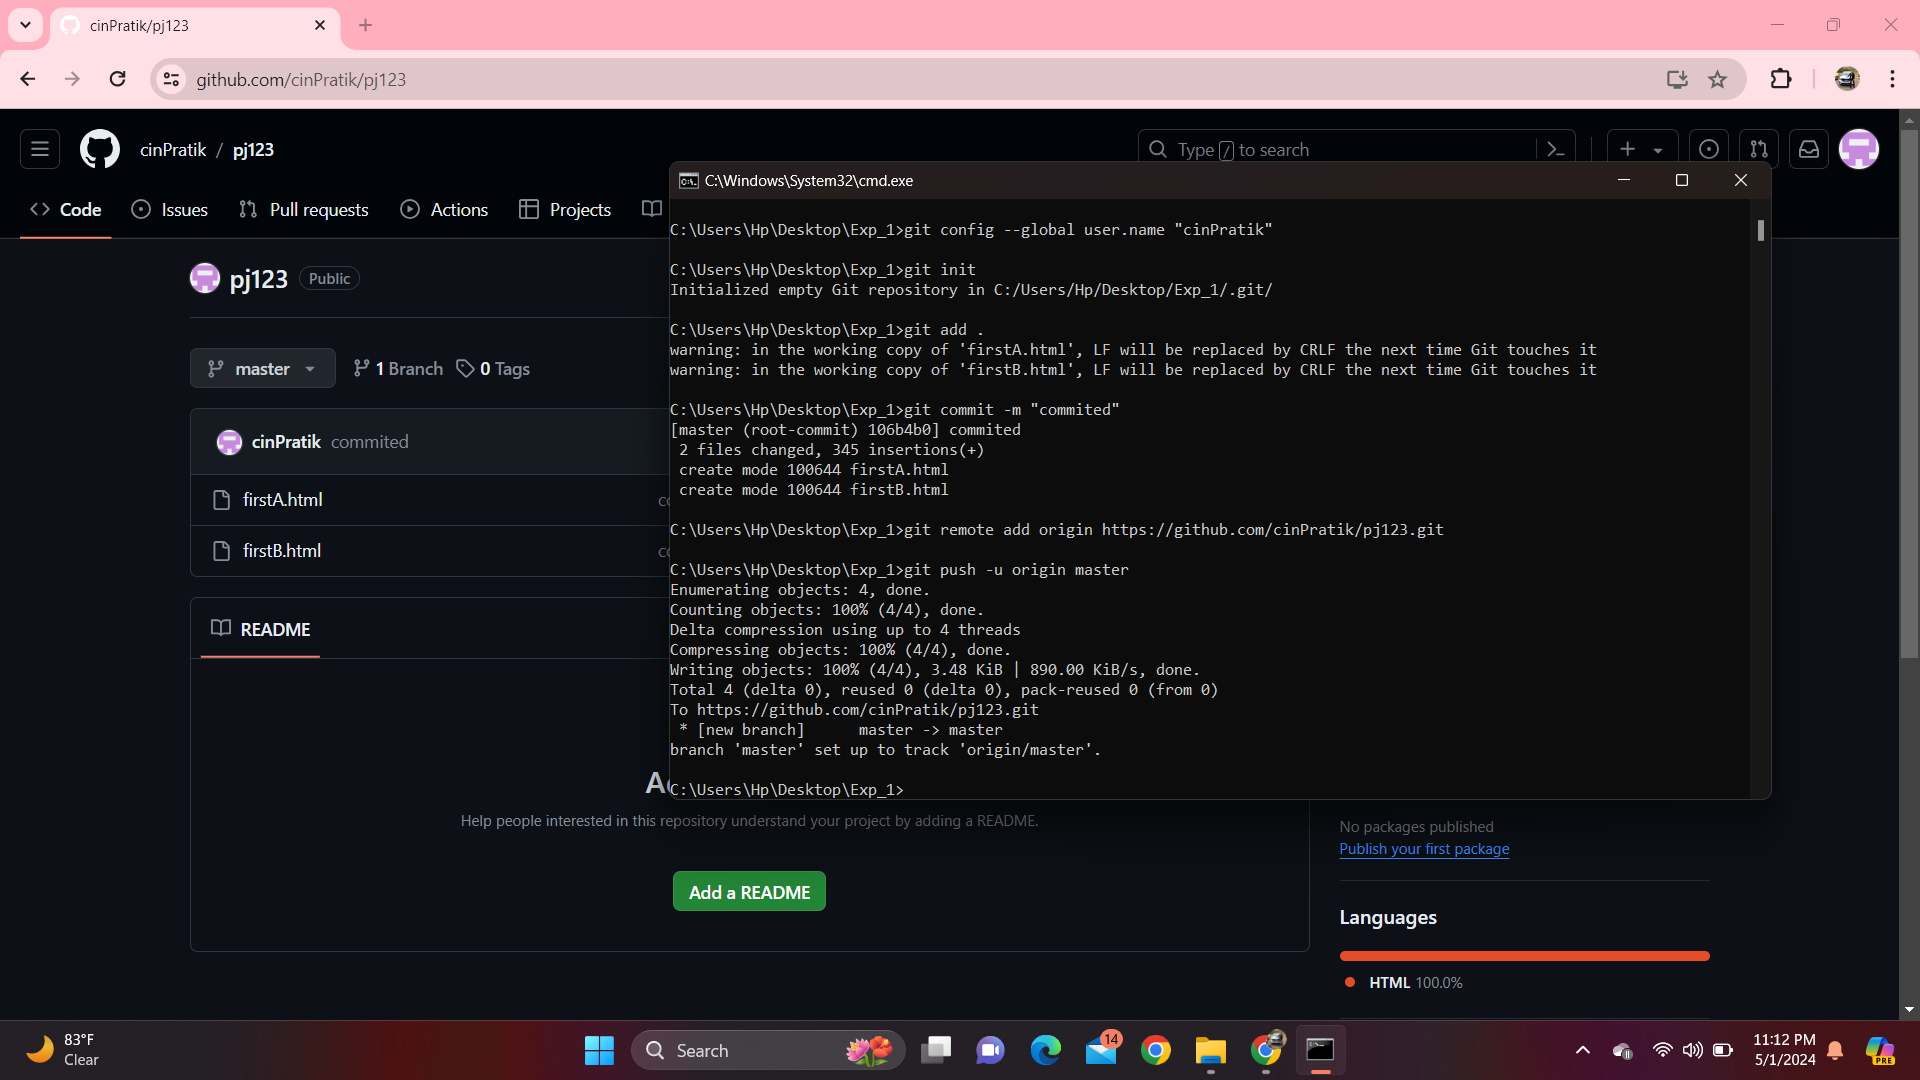 cinPratik/pj123
github.com/cinPratik/pj123
cinPratik / pj123
Type / to search
Code
Issues
Pull requests
Actions
Projects
pj123
Public
master
1 Branch
0 Tags
cinPratik commited
firstA.html
firstB.html
README
Help people interested in this repository understand your project by adding a README.
Add a README
C:\Windows\System32\cmd.exe
C:\Users\Hp\Desktop\Exp_1>git config --global user.name "cinPratik"
C:\Users\Hp\Desktop\Exp_1>git init
Initialized empty Git repository in C:/Users/Hp/Desktop/Exp_1/.git/
C:\Users\Hp\Desktop\Exp_1>git add .
warning: in the working copy of 'firstA.html', LF will be replaced by CRLF the next time Git touches it
warning: in the working copy of 'firstB.html', LF will be replaced by CRLF the next time Git touches it
C:\Users\Hp\Desktop\Exp_1>git commit -m "commited"
[master (root-commit) 106b4b0] commited
2 files changed, 345 insertions(+)
create mode 100644 firstA.html
create mode 100644 firstB.html
C:\Users\Hp\Desktop\Exp_1>git remote add origin https://github.com/cinPratik/pj123.git
C:\Users\Hp\Desktop\Exp_1>git push -u origin master
Enumerating objects: 4, done.
Counting objects: 100% (4/4), done.
Delta compression using up to 4 threads
Compressing objects: 100% (4/4), done.
Writing objects: 100% (4/4), 3.48 KiB | 890.00 KiB/s, done.
Total 4 (delta 0), reused 0 (delta 0), pack-reused 0 (from 0)
To https://github.com/cinPratik/pj123.git
* [new branch]      master -> master
branch 'master' set up to track 'origin/master'.
C:\Users\Hp\Desktop\Exp_1>
No packages published
Publish your first package
Languages
HTML 100.0%
83°F
Clear
Search
14
11:12 PM
5/1/2024
PRE